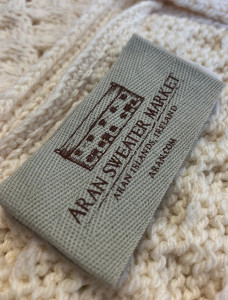 ARAN SWEATER MARKET
ARAN ISLANDS, IRELAND
ARAN.COM